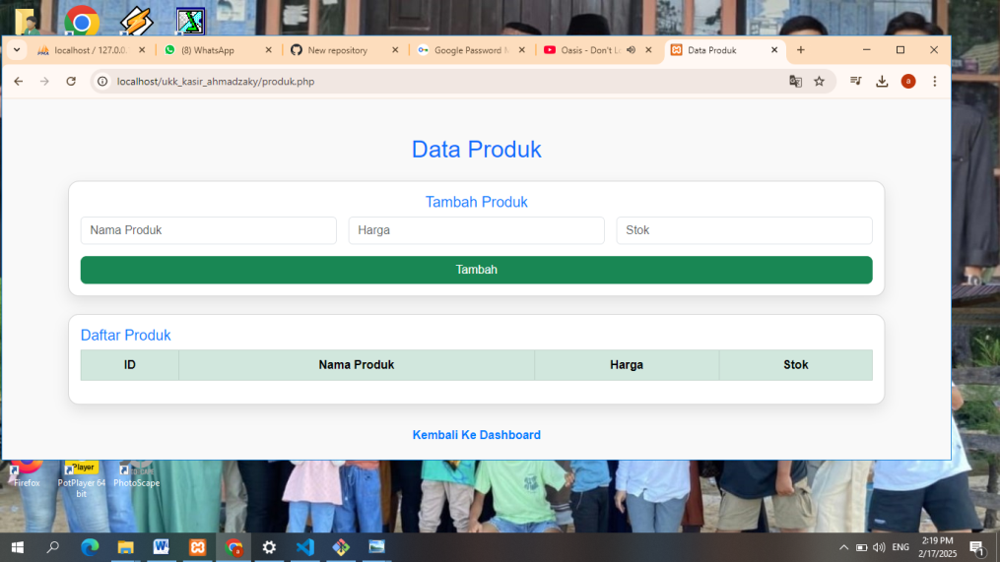 localhost / 127.0.0.
(8) WhatsApp
New repository
Google Password M
Oasis - Don't Lo
Data Produk
localhost/ukk_kasir_ahmadzaky/produk.php
a
Data Produk
Tambah Produk
Nama Produk
Harga
Stok
Tambah
Daftar Produk
ID
Nama Produk
Harga
Stok
Kembali Ke Dashboard
Firefox
PotPlayer 64
bit
PhotoScape
ENG
2:19 PM
2/17/2025
1